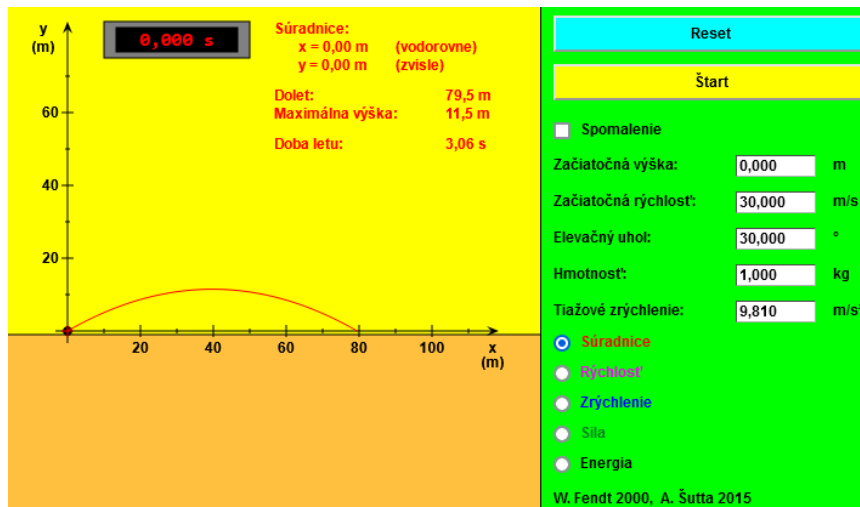 y
(m)
0,000 s
Súradnice:
x = 0,00 m (vodorovne)
y = 0,00 m (zvisle)
Dolet: 79,5 m
Maximálna výška: 11,5 m
Doba letu: 3,06 s
60
40
20
20 40 60 80 100 x
(m)
Reset
Štart
Spomalenie
Začiatočná výška: 0,000 m
Začiatočná rýchlosť: 30,000 m/s
Elevačný uhol: 30,000 °
Hmotnosť: 1,000 kg
Tiažové zrýchlenie: 9,810 m/s²
Súradnice
Rýchlosť
Zrýchlenie
Sila
Energia
W. Fendt 2000, A. Šutta 2015